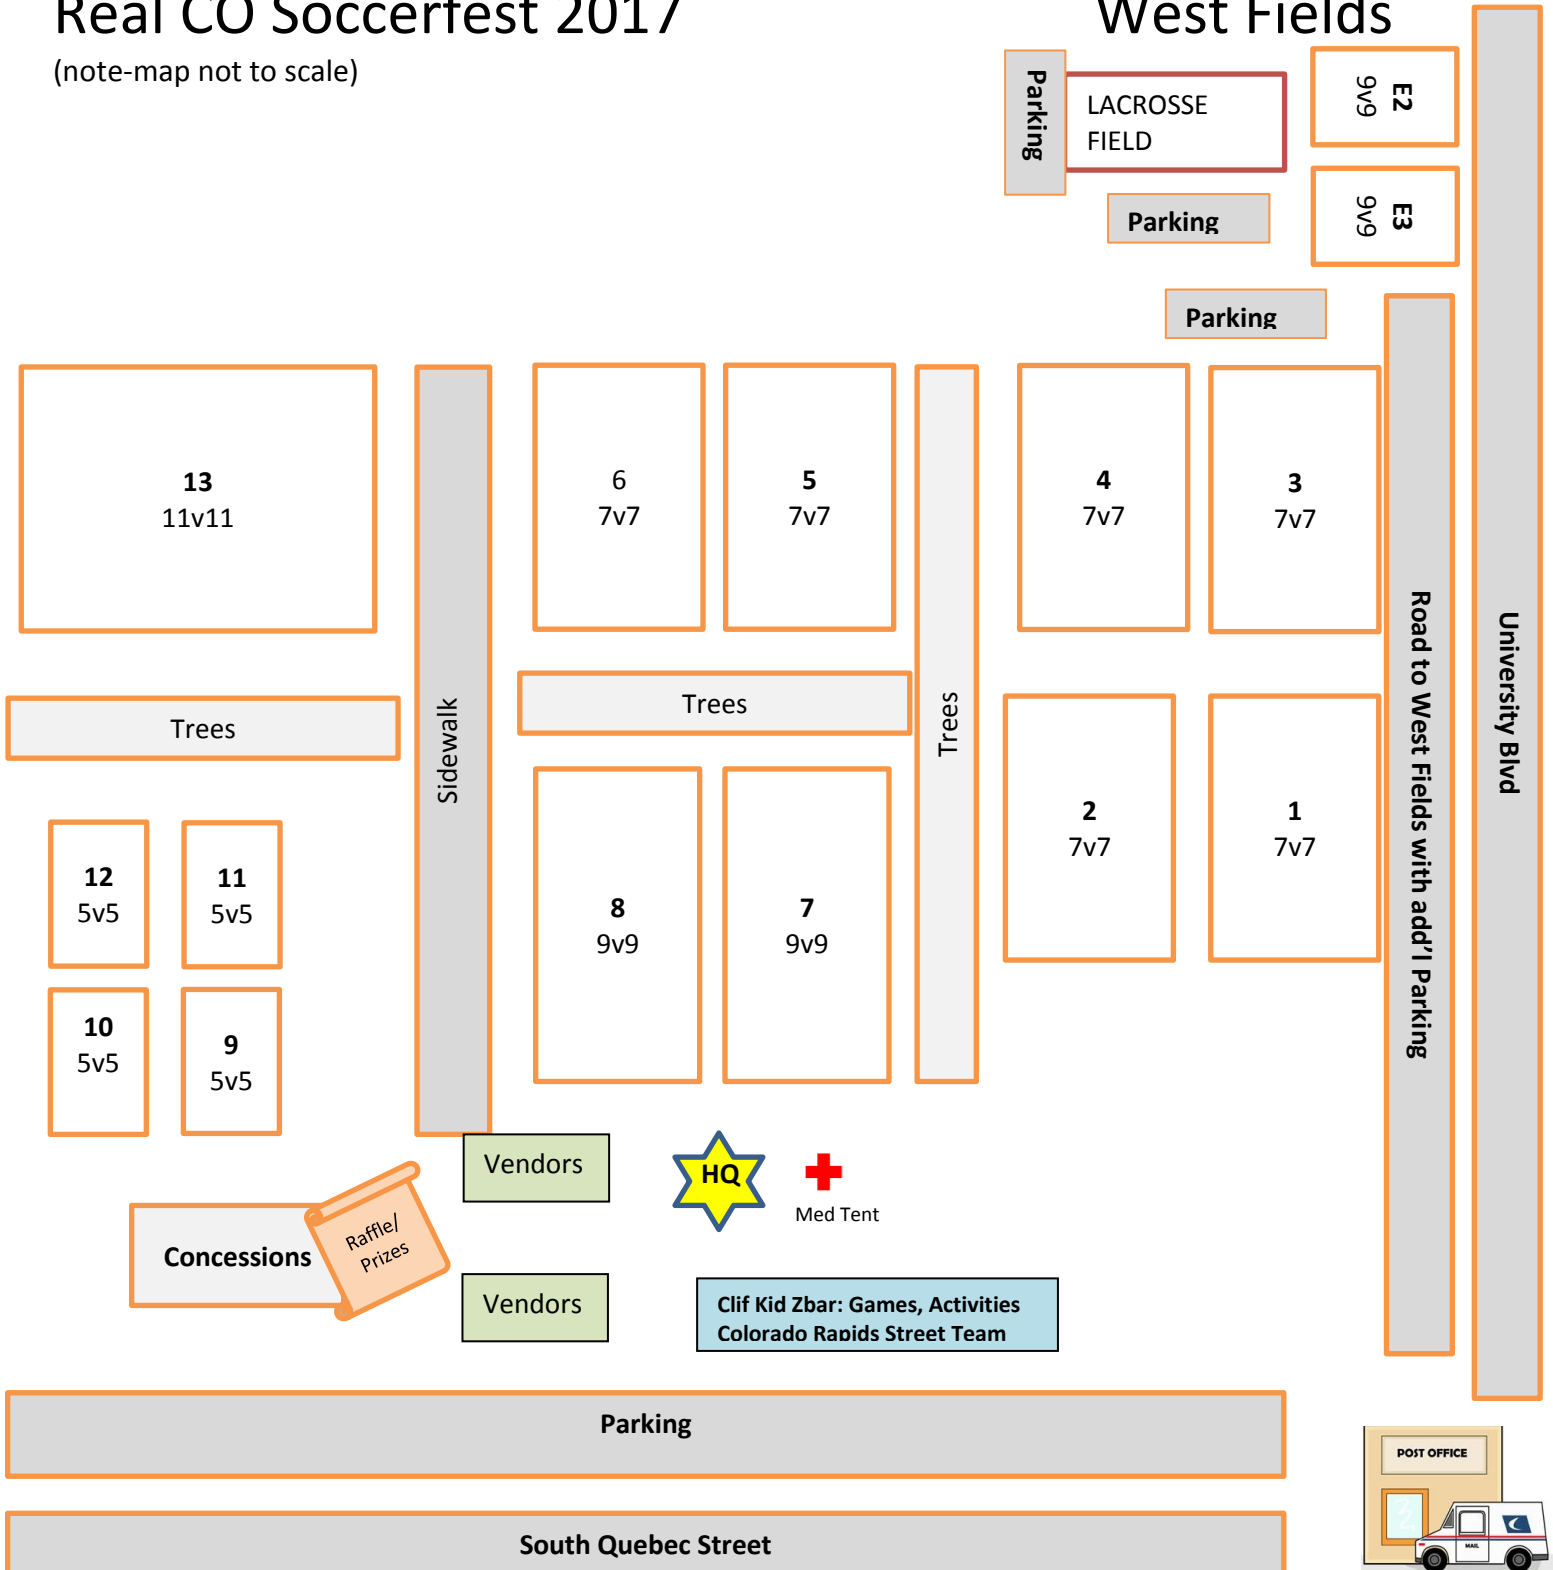 Real CO Soccerfest 2017
West Fields
(note-map not to scale)
Parking
LACROSSE
FIELD
E2
9v9
E3
9v9
Parking
Parking
13
11v11
6
7v7
5
7v7
4
7v7
3
7v7
Trees
Sidewalk
Trees
Trees
Road to West Fields with add'l Parking
University Blvd
2
7v7
1
7v7
12
5v5
11
5v5
8
9v9
7
9v9
10
5v5
9
5v5
Vendors
HQ
Med Tent
Concessions
Raffle/
Prizes
Vendors
Clif Kid Zbar: Games, Activities
Colorado Rapids Street Team
Parking
POST OFFICE
MAIL
South Quebec Street